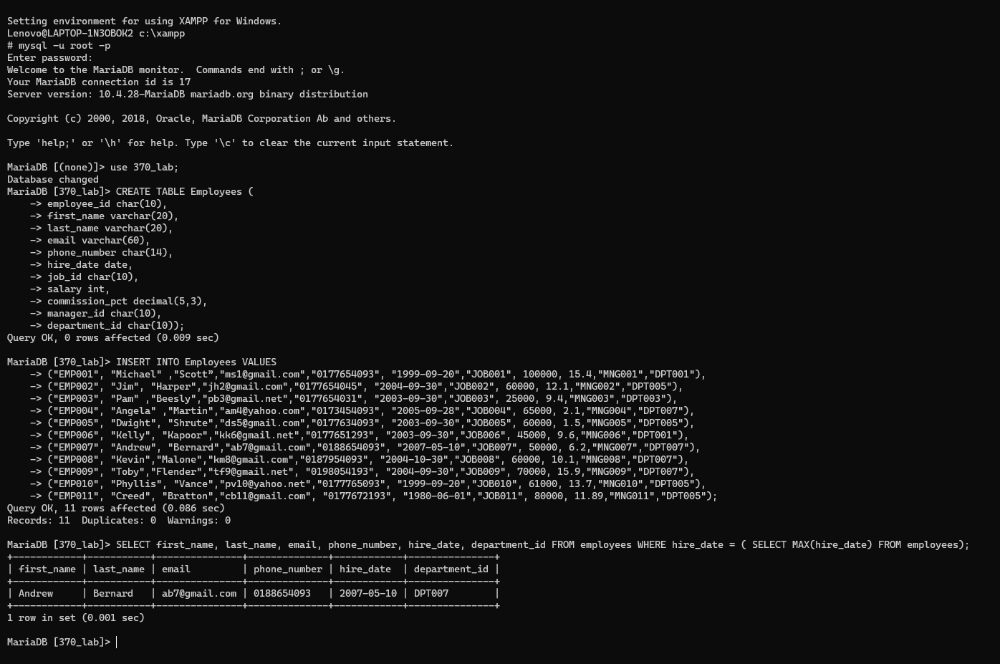 Setting environment for using XAMPP for Windows.
Lenovo@LAPTOP-1N3OBOK2 c:\xampp
# mysql -u root -p
Enter password:
Welcome to the MariaDB monitor.  Commands end with ; or \g.
Your MariaDB connection id is 17
Server version: 10.4.28-MariaDB mariadb.org binary distribution

Copyright (c) 2000, 2018, Oracle, MariaDB Corporation Ab and others.

Type 'help;' or '\h' for help. Type '\c' to clear the current input statement.

MariaDB [(none)]> use 370_lab;
Database changed
MariaDB [370_lab]> CREATE TABLE Employees (
    -> employee_id char(10),
    -> first_name varchar(20),
    -> last_name varchar(20),
    -> email varchar(60),
    -> phone_number char(14),
    -> hire_date date,
    -> job_id char(10),
    -> salary int,
    -> commission_pct decimal(5,3),
    -> manager_id char(10),
    -> department_id char(10));
Query OK, 0 rows affected (0.009 sec)

MariaDB [370_lab]> INSERT INTO Employees VALUES
    -> ("EMP001", "Michael" ,"Scott”,"ms1@gmail.com","0177654093", "1999-09-20","JOB001", 100000, 15.4,"MNG001","DPT001"),
    -> ("EMP002", "Jim", "Harper","jh2@gmail.com","0177654045", "2004-09-30","JOB002", 60000, 12.1,"MNG002","DPT005"),
    -> ("EMP003", "Pam" ,"Beesly","pb3@gmail.net","0177654031", "2003-09-30","JOB003", 25000, 9.4,"MNG003","DPT003"),
    -> ("EMP004", "Angela" ,"Martin","am4@yahoo.com","0173454093", "2005-09-28","JOB004", 65000, 2.1,"MNG004","DPT007"),
    -> ("EMP005", "Dwight", "Shrute","ds5@gmail.com","0177634093", "2003-09-30","JOB005", 60000, 1.5,"MNG005","DPT005"),
    -> ("EMP006", "Kelly", "Kapoor","kk6@gmail.net","0177651293", "2003-09-30","JOB006", 45000, 9.6,"MNG006","DPT001"),
    -> ("EMP007", "Andrew", "Bernard","ab7@gmail.com","0188654093", "2007-05-10","JOB007", 50000, 6.2,"MNG007","DPT007"),
    -> ("EMP008", "Kevin","Malone","km8@gmail.com","0187954093", "2004-10-30","JOB008", 60000, 10.1,"MNG008","DPT007"),
    -> ("EMP009", "Toby","Flender","tf9@gmail.net", "0198054193", "2004-09-30","JOB009", 70000, 15.9,"MNG009","DPT007"),
    -> ("EMP010", "Phyllis", "Vance","pv10@yahoo.net","0177765093", "1999-09-20","JOB010", 61000, 13.7,"MNG010","DPT005"),
    -> ("EMP011", "Creed", "Bratton","cb11@gmail.com", "0177672193", "1980-06-01","JOB011", 80000, 11.89,"MNG011","DPT005");
Query OK, 11 rows affected (0.086 sec)
Records: 11  Duplicates: 0  Warnings: 0

MariaDB [370_lab]> SELECT first_name, last_name, email, phone_number, hire_date, department_id FROM employees WHERE hire_date = ( SELECT MAX(hire_date) FROM employees);
+------------+-----------+---------------+--------------+------------+---------------+
| first_name | last_name | email         | phone_number | hire_date  | department_id |
+------------+-----------+---------------+--------------+------------+---------------+
| Andrew     | Bernard   | ab7@gmail.com | 0188654093   | 2007-05-10 | DPT007        |
+------------+-----------+---------------+--------------+------------+---------------+
1 row in set (0.001 sec)

MariaDB [370_lab]>